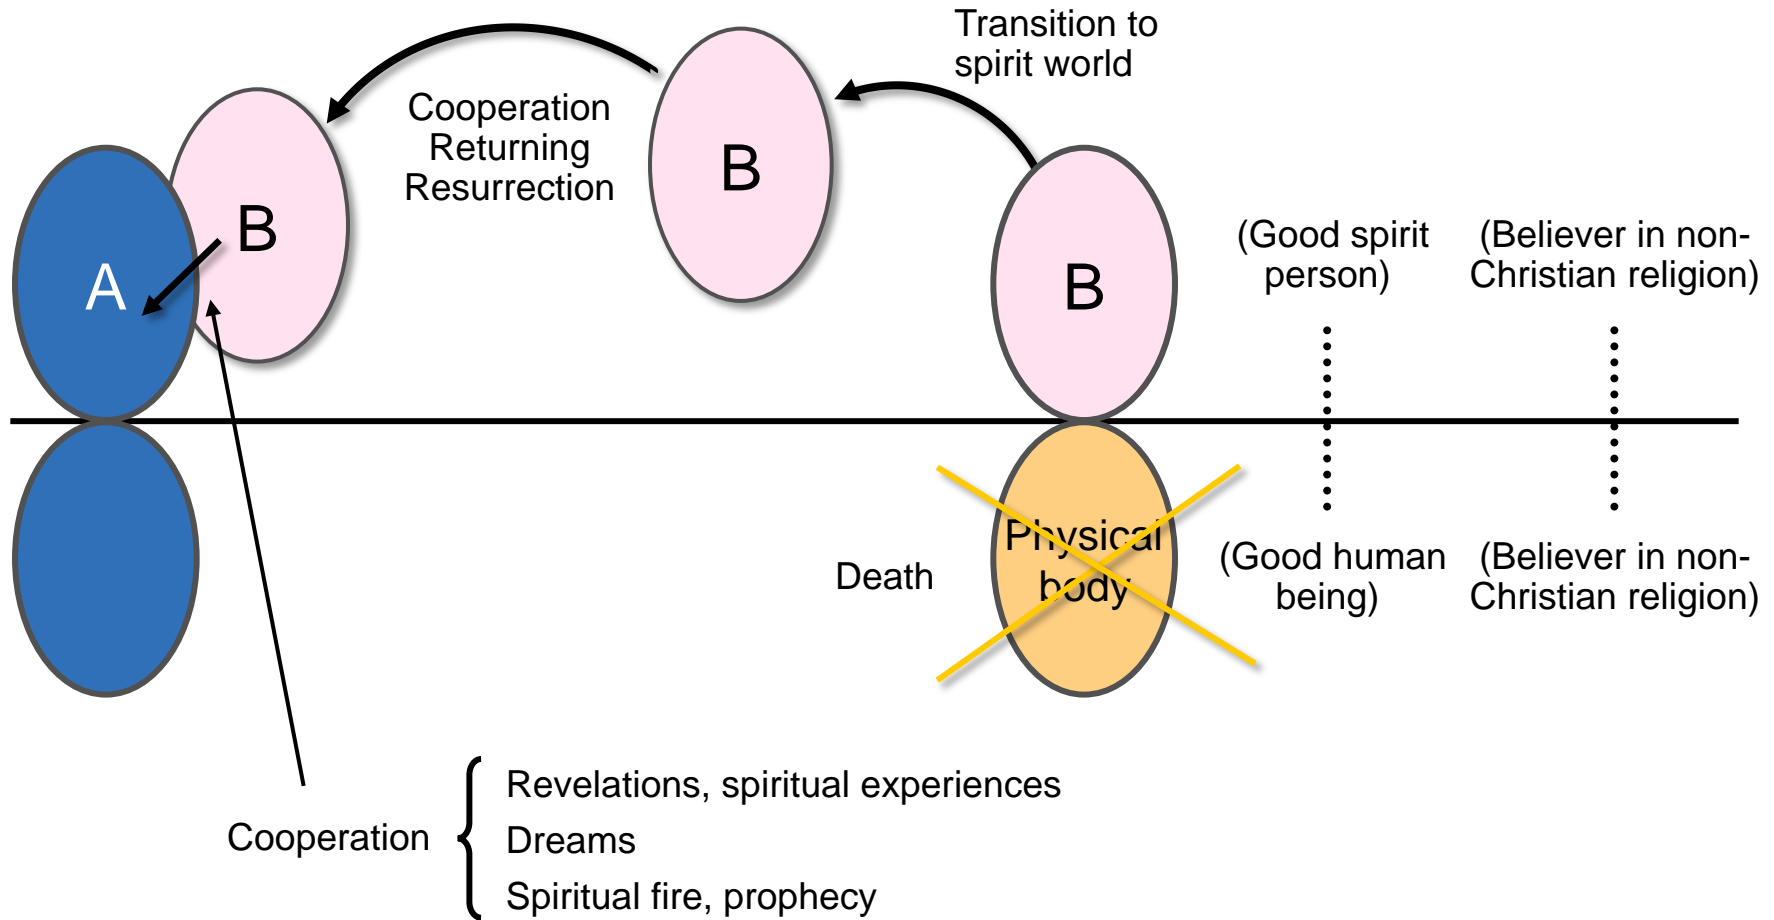 Transition to
spirit world
Cooperation
Returning
Resurrection
B
B
A
B
(Good spirit
person)
(Believer in non-
Christian religion)
Death
Physical
body
(Good human
being)
(Believer in non-
Christian religion)
Cooperation
Revelations, spiritual experiences
Dreams
Spiritual fire, prophecy